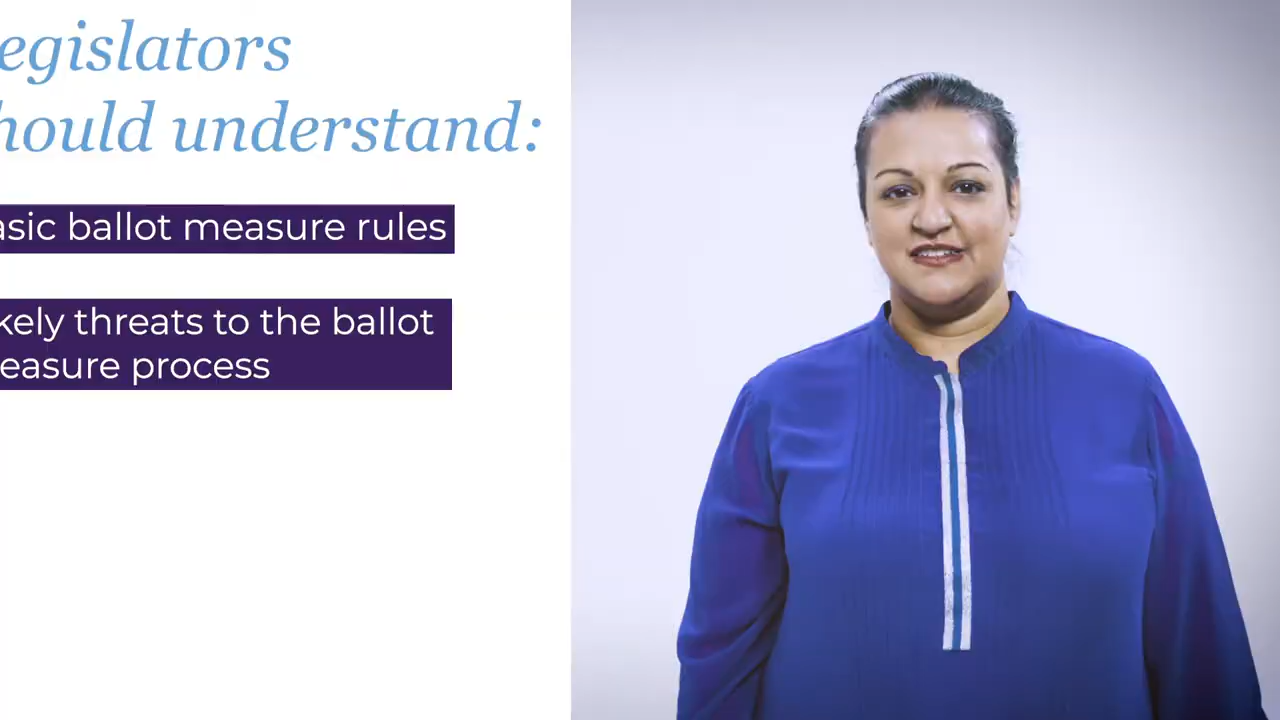 egislators
hould understand:
asic ballot measure rules
kely threats to the ballot
easure process